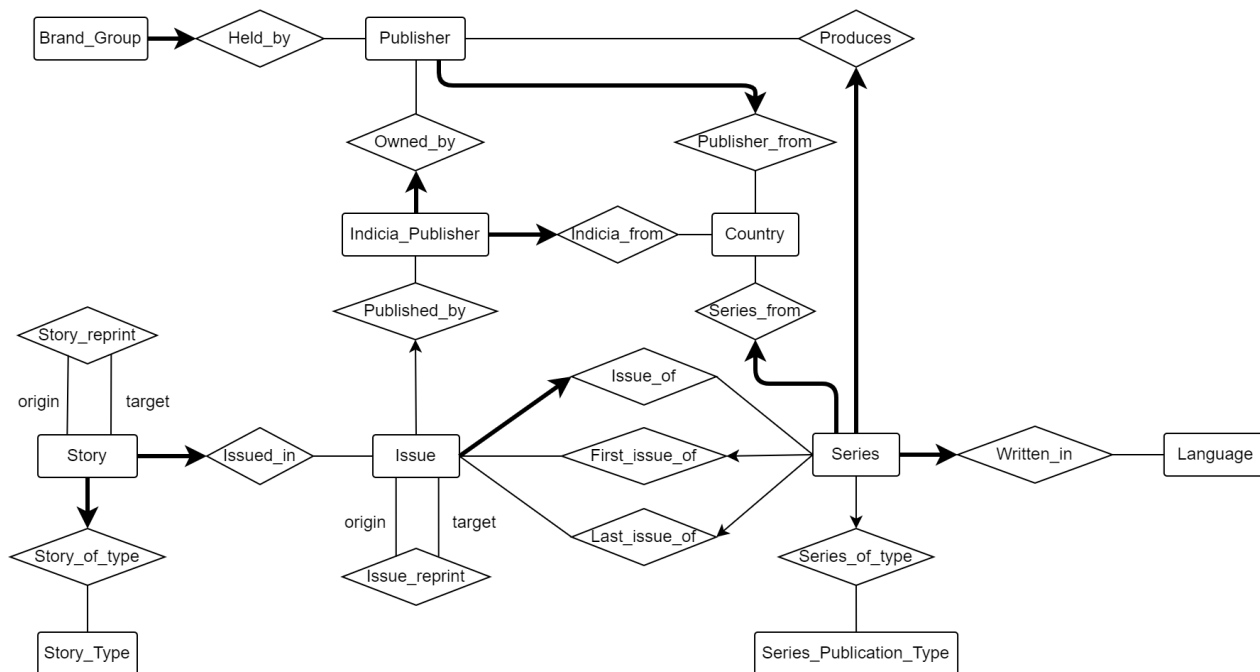 Brand_Group
Held_by
Publisher
Produces
Owned_by
Publisher_from
Indicia_Publisher
Indicia_from
Country
Published_by
Series_from
Story_reprint
origin
target
Issue_of
Story
Issued_in
Issue
First_issue_of
Series
Written_in
Language
origin
target
Last_issue_of
Story_of_type
Issue_reprint
Series_of_type
Story_Type
Series_Publication_Type